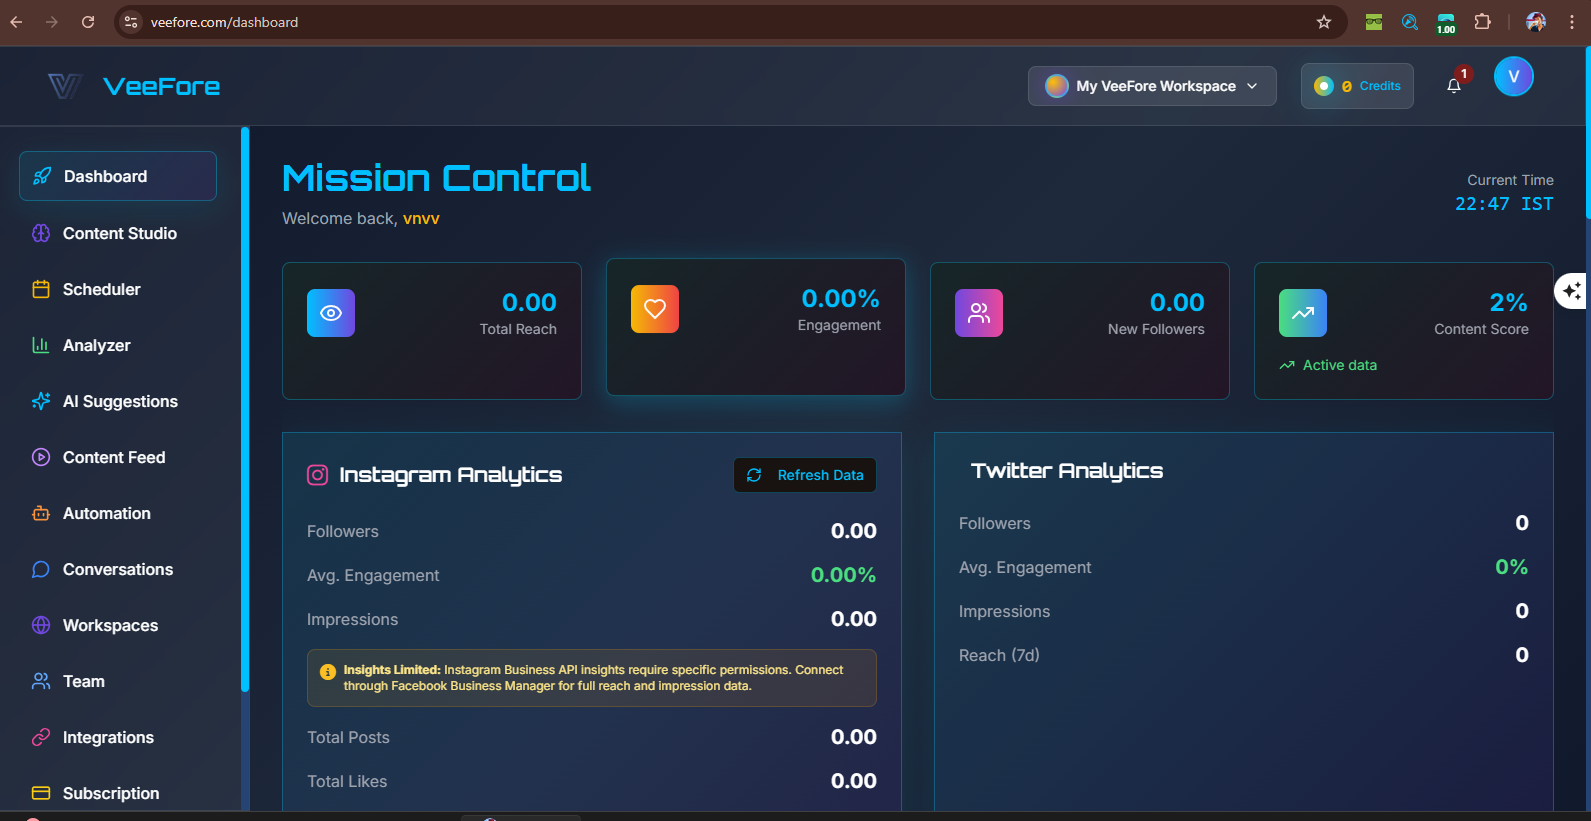 veefore.com/dashboard
1.00
VeeFore
My VeeFore Workspace
0 Credits
1
V
Dashboard
Content Studio
Scheduler
Analyzer
AI Suggestions
Content Feed
Automation
Conversations
Workspaces
Team
Integrations
Subscription
Mission Control
Welcome back, vnvv
Current Time
22:47 IST
0.00
Total Reach
0.00%
Engagement
0.00
New Followers
2%
Content Score
Active data
Instagram Analytics
Refresh Data
Followers 0.00
Avg. Engagement 0.00%
Impressions 0.00
Insights Limited: Instagram Business API insights require specific permissions. Connect
through Facebook Business Manager for full reach and impression data.
Total Posts 0.00
Total Likes 0.00
Twitter Analytics
Followers 0
Avg. Engagement 0%
Impressions 0
Reach (7d) 0